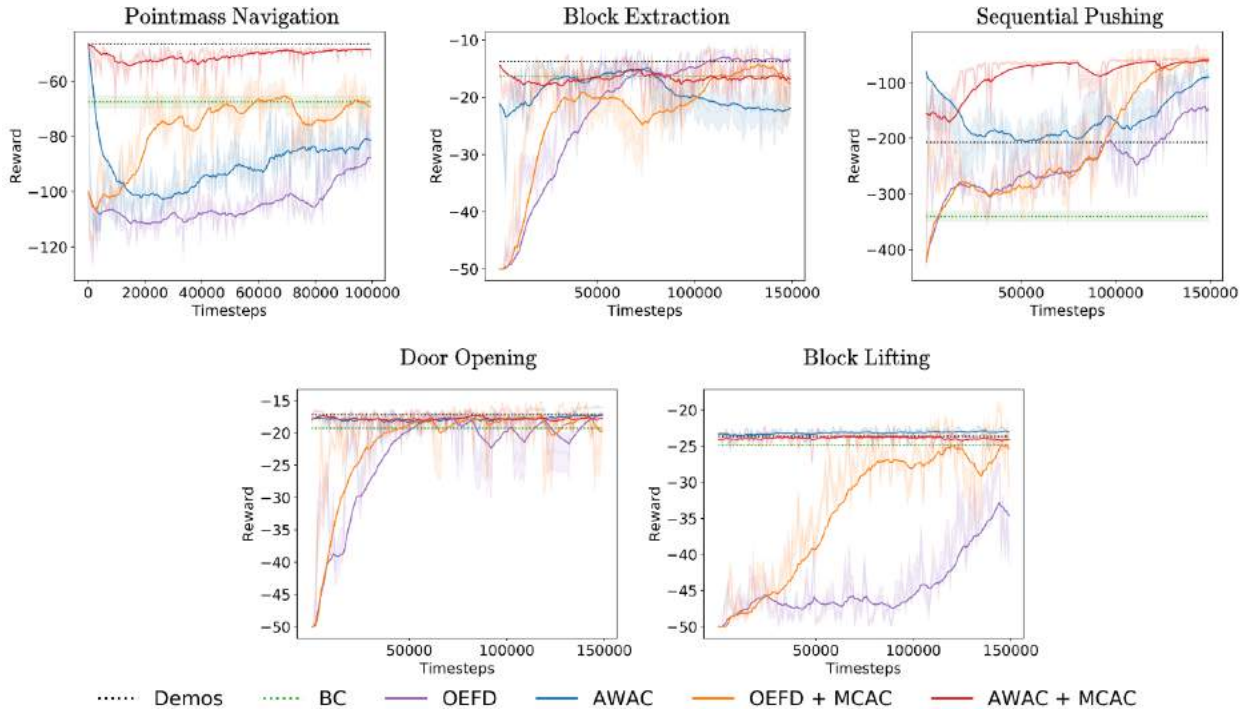 Pointmass Navigation
−60
−80
−100
−120
Reward
0 20000 40000 60000 80000 100000
Timesteps
Block Extraction
−10
−20
−30
−40
−50
Reward
50000 100000 150000
Timesteps
Sequential Pushing
−100
−200
−300
−400
Reward
50000 100000 150000
Timesteps
Door Opening
−15
−20
−25
−30
−35
−40
−45
−50
Reward
50000 100000 150000
Timesteps
Block Lifting
−20
−25
−30
−35
−40
−45
−50
Reward
50000 100000 150000
Timesteps
Demos BC OEFD AWAC OEFD + MCAC AWAC + MCAC